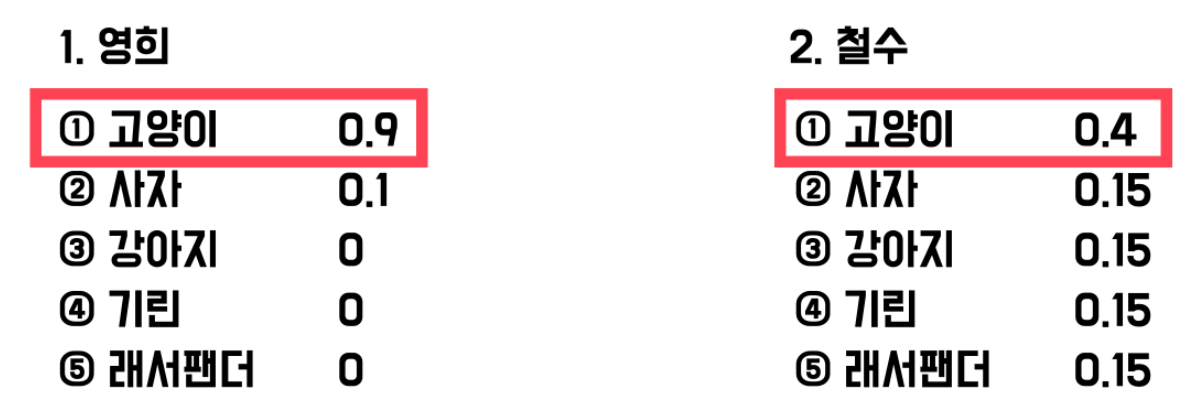 1. 영희
① 고양이 0.9
② 사자 0.1
③ 강아지 0
④ 기린 0
⑤ 래서팬더 0
2. 철수
① 고양이 0.4
② 사자 0.15
③ 강아지 0.15
④ 기린 0.15
⑤ 래서팬더 0.15